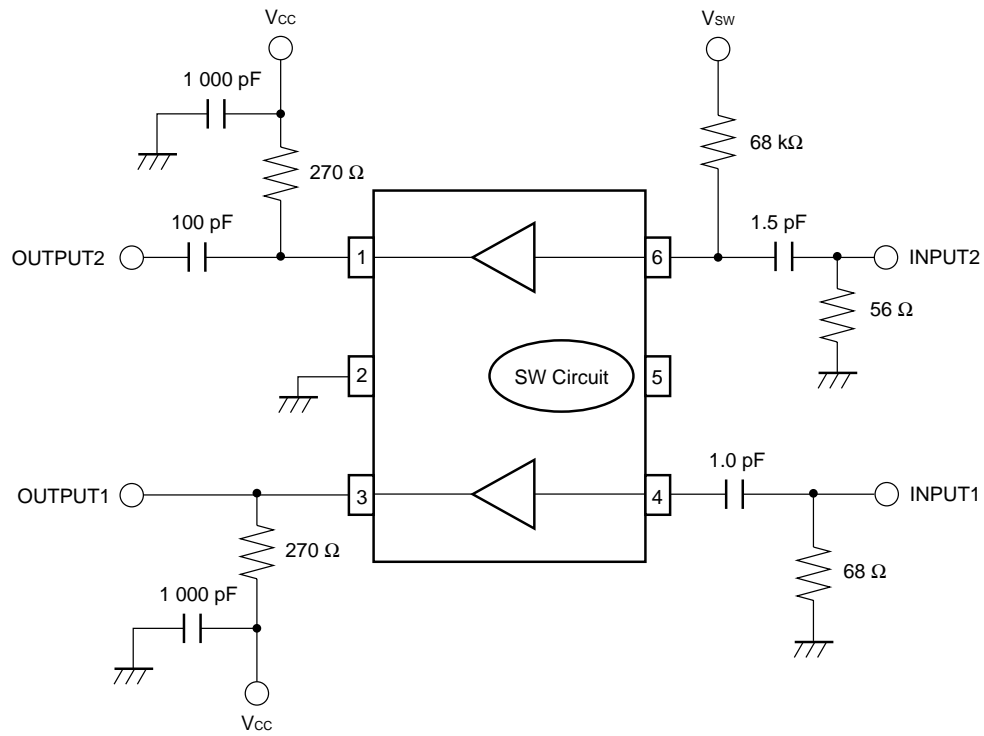 VCC
VSW
1 000 pF
68 kΩ
270 Ω
100 pF
1.5 pF
OUTPUT2
1
6
INPUT2
56 Ω
2
SW Circuit
5
1.0 pF
OUTPUT1
3
4
INPUT1
270 Ω
68 Ω
1 000 pF
VCC